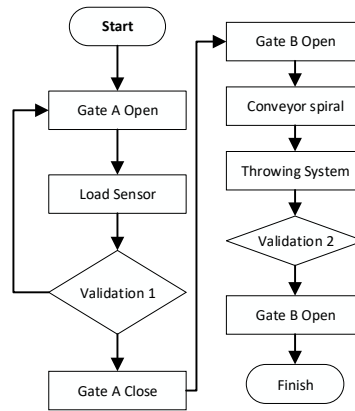 Start
Gate A Open
Load Sensor
Validation 1
Gate A Close
Gate B Open
Conveyor spiral
Throwing System
Validation 2
Gate B Open
Finish